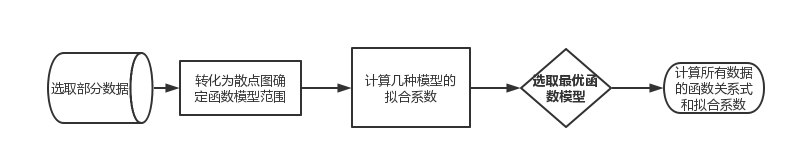 选取部分数据
转化为散点图确
定函数模型范围
计算几种模型的
拟合系数
选取最优函
数模型
计算所有数据
的函数关系式
和拟合系数